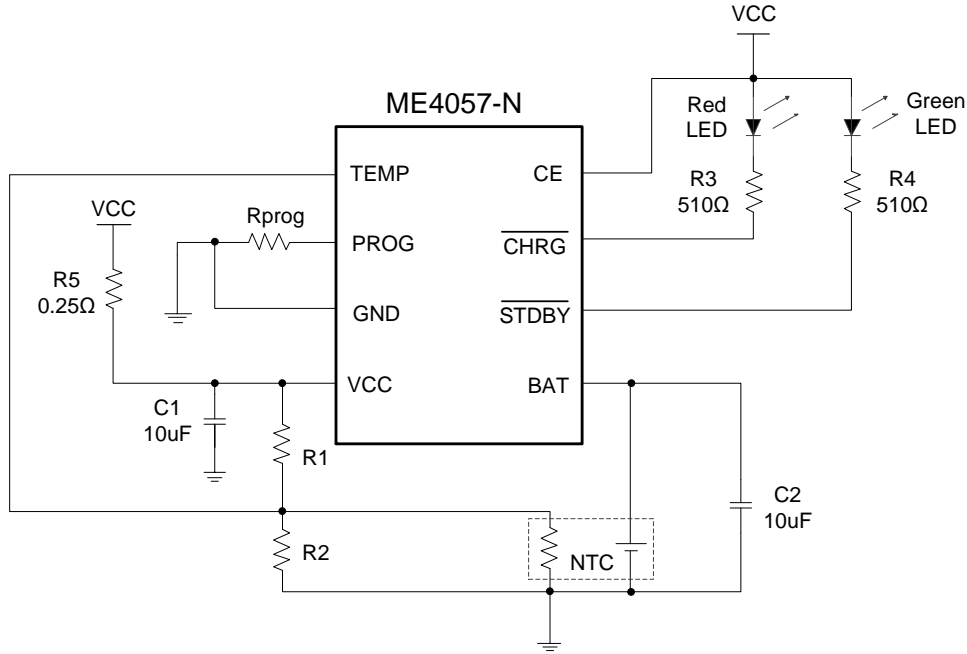 VCC
ME4057-N
Red
LED
Green
LED
TEMP
CE
R3
510Ω
R4
510Ω
VCC
Rprog
PROG
CHRG
R5
0.25Ω
GND
STDBY
VCC
BAT
C1
10uF
R1
C2
10uF
R2
NTC